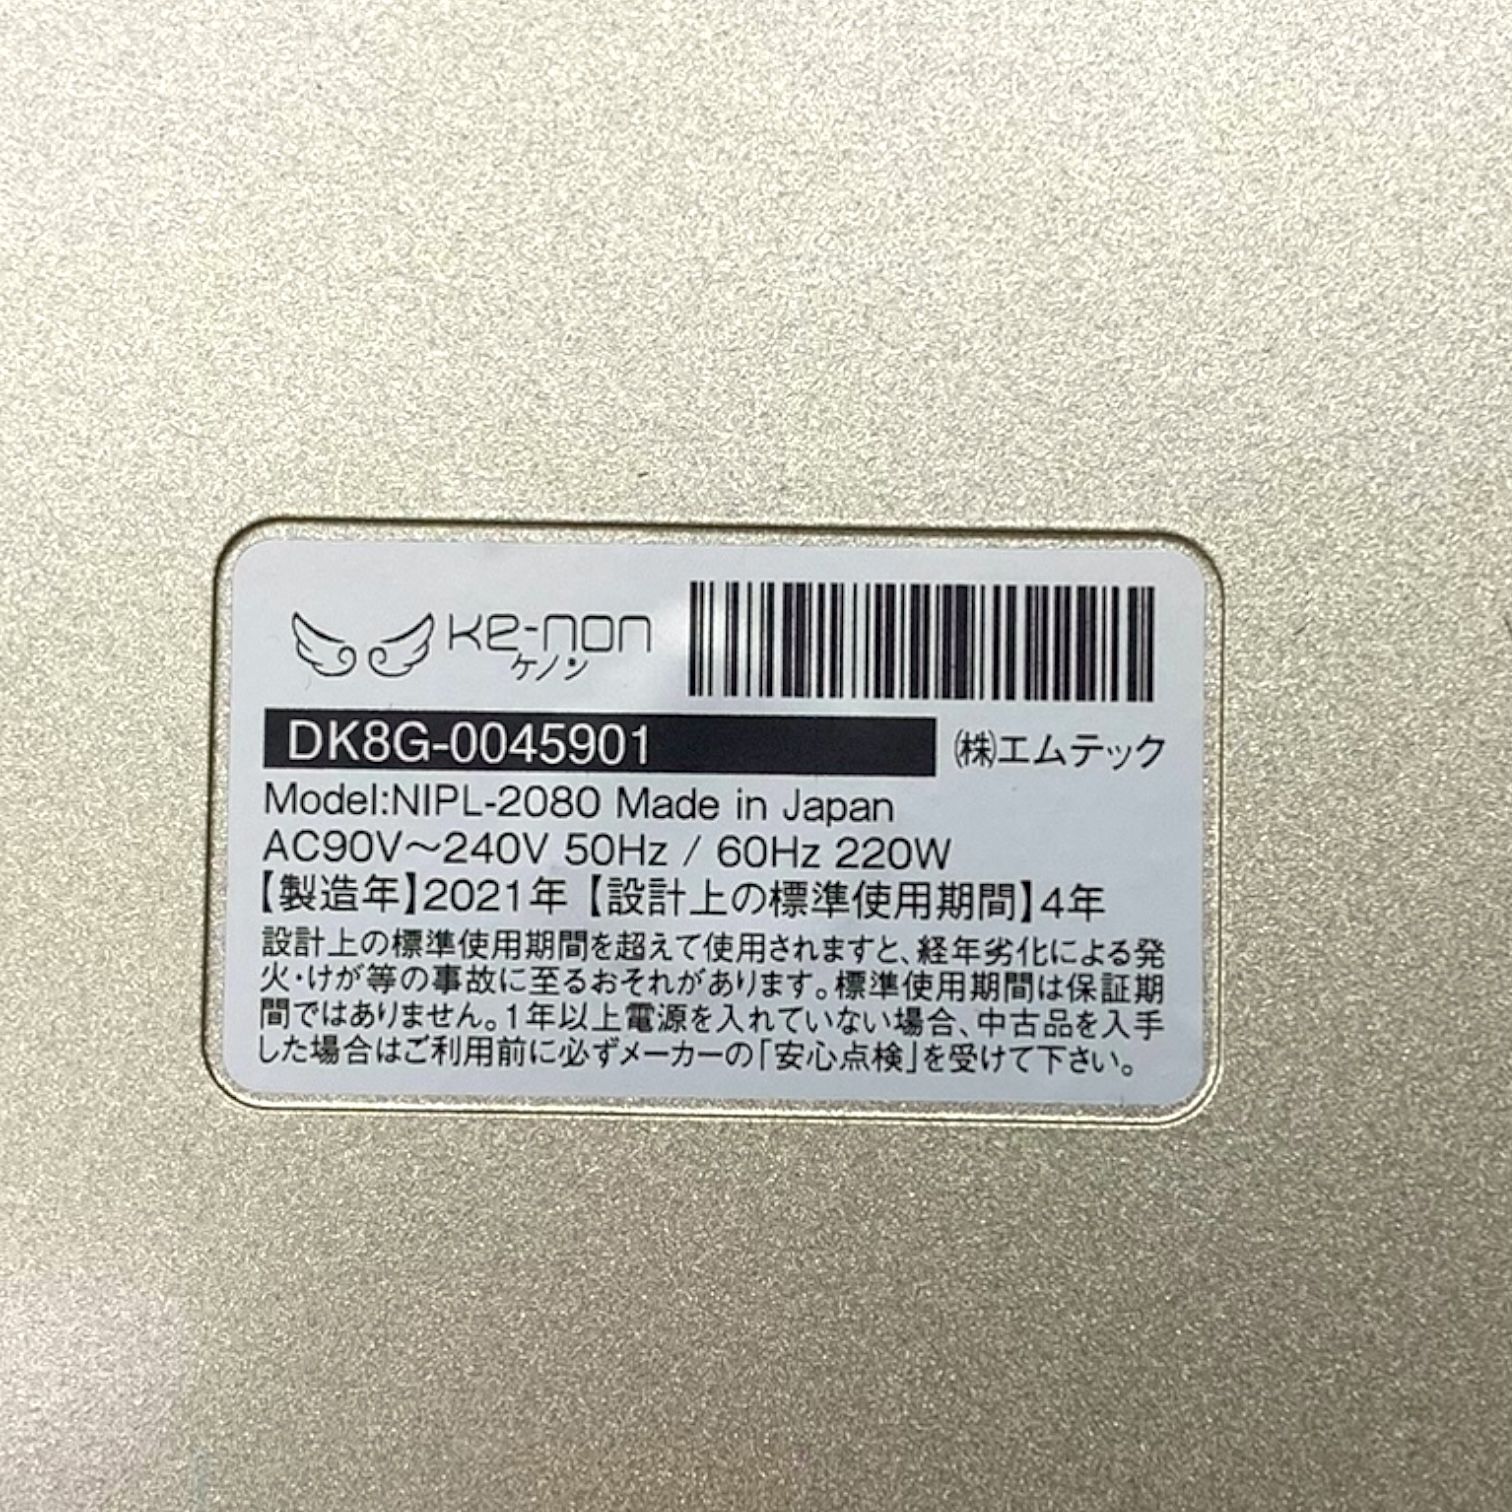 ke-non
ケノン
DK8G-0045901 ㈱エムテック
Model:NIPL-2080 Made in Japan
AC90V～240V 50Hz / 60Hz 220W
【製造年】2021年【設計上の標準使用期間】4年
設計上の標準使用期間を超えて使用されますと、経年劣化による発
火・けが等の事故に至るおそれがあります。標準使用期間は保証期
間ではありません。1年以上電源を入れていない場合、中古品を入手
した場合はご利用前に必ずメーカーの「安心点検」を受けて下さい。